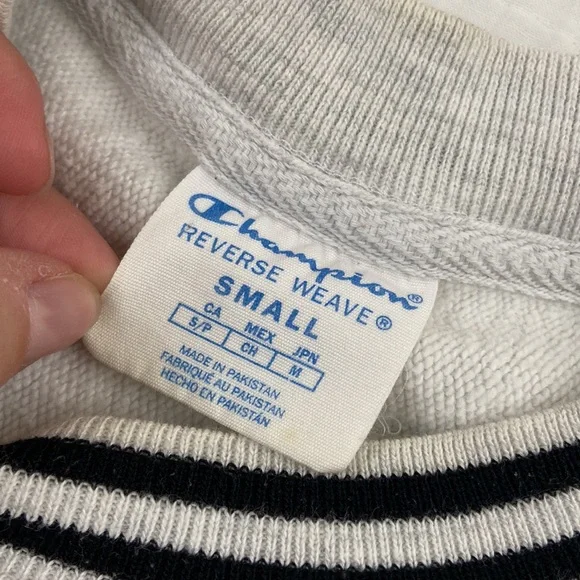 Champion®
REVERSE WEAVE®
SMALL
CA MEX JPN
S/P CH M
MADE IN PAKISTAN
FABRIQUÉ AU PAKISTAN
HECHO EN PAKISTÁN